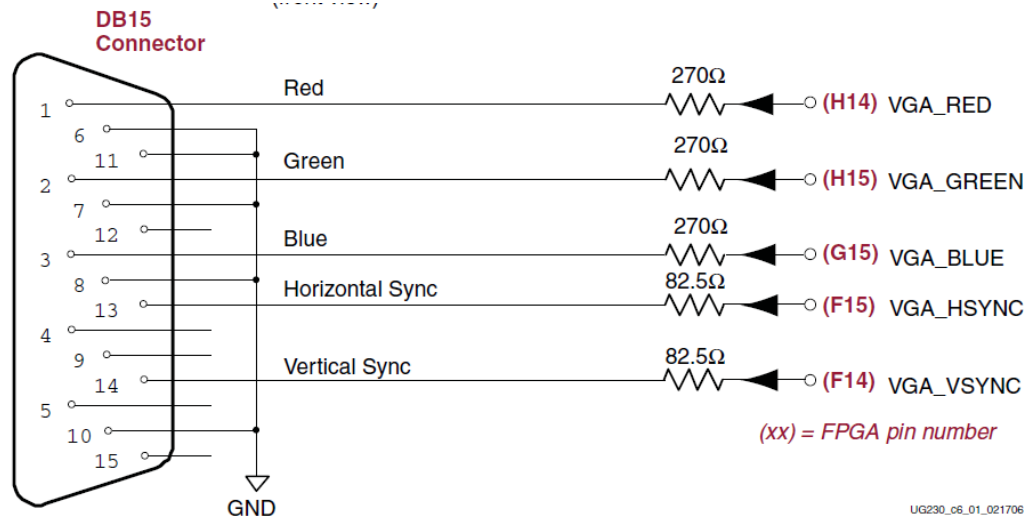 DB15
Connector
270Ω
Red
(H14) VGA_RED
1
6
270Ω
11
Green
2
(H15) VGA_GREEN
7
12
270Ω
Blue
3
(G15) VGA_BLUE
8
82.5Ω
Horizontal Sync
13
(F15) VGA_HSYNC
4
9
82.5Ω
Vertical Sync
14
(F14) VGA_VSYNC
5
10
(xx) = FPGA pin number
15
GND
UG230_c6_01_021706